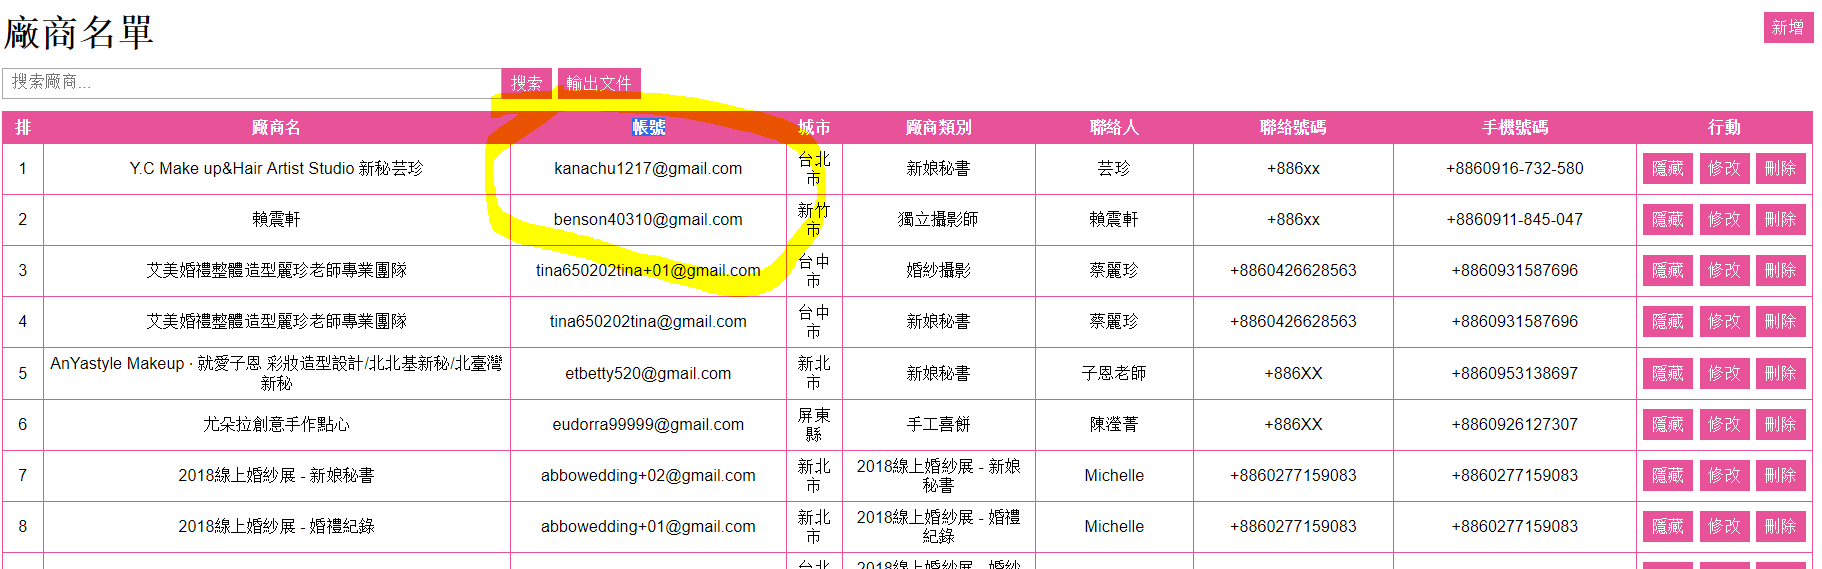 廠商名單
新增
搜索廠商...
搜索
輸出文件
排 廠商名 帳號 城市 廠商類別 聯絡人 聯絡號碼 手機號碼 行動
1 Y.C Make up&Hair Artist Studio 新秘芸珍 kanachu1217@gmail.com 台北市 新娘秘書 芸珍 +886xx +8860916-732-580 隱藏 修改 刪除
2 賴震軒 benson40310@gmail.com 新竹市 獨立攝影師 賴震軒 +886xx +8860911-845-047 隱藏 修改 刪除
3 艾美婚禮整體造型麗珍老師專業團隊 tina650202tina+01@gmail.com 台中市 婚紗攝影 蔡麗珍 +8860426628563 +8860931587696 隱藏 修改 刪除
4 艾美婚禮整體造型麗珍老師專業團隊 tina650202tina@gmail.com 台中市 新娘秘書 蔡麗珍 +8860426628563 +8860931587696 隱藏 修改 刪除
5 AnYastyle Makeup · 就愛子恩 彩妝造型設計/北北基新秘/北臺灣新秘 etbetty520@gmail.com 新北市 新娘秘書 子恩老師 +886XX +8860953138697 隱藏 修改 刪除
6 尤朵拉創意手作點心 eudorra99999@gmail.com 屏東縣 手工喜餅 陳瀅菁 +886XX +8860926127307 隱藏 修改 刪除
7 2018線上婚紗展 - 新娘秘書 abbowedding+02@gmail.com 新北市 2018線上婚紗展 - 新娘秘書 Michelle +8860277159083 +8860277159083 隱藏 修改 刪除
8 2018線上婚紗展 - 婚禮紀錄 abbowedding+01@gmail.com 新北市 2018線上婚紗展 - 婚禮紀錄 Michelle +8860277159083 +8860277159083 隱藏 修改 刪除
台北 2018線上婚紗展 - 婚紗